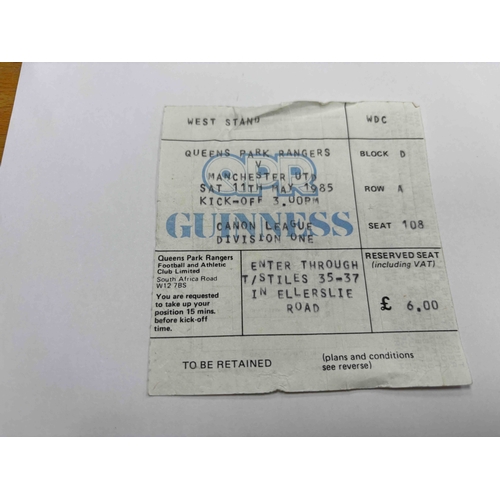 WEST STAND
WDC
QUEENS PARK RANGERS
V
MANCHESTER UTD
SAT 11TH MAY 1985
KICK-OFF 3.00PM
QPR
GUINNESS
CANON LEAGUE
DIVISION ONE
BLOCK D
ROW A
SEAT 108
Queens Park Rangers
Football and Athletic
Club Limited
South Africa Road
W12 7BS
You are requested
to take up your
position 15 mins.
before kick-off
time.
ENTER THROUGH
T/STILES 35-37
IN ELLERSLIE
ROAD
RESERVED SEAT
(including VAT)
£ 6.00
TO BE RETAINED
(plans and conditions
see reverse)